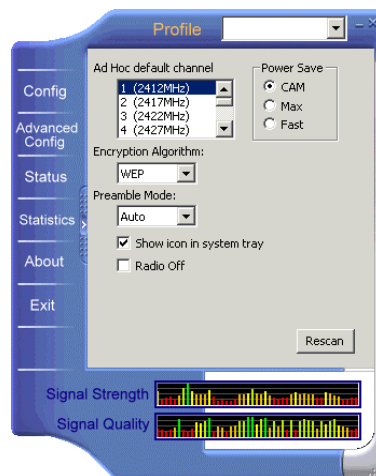 Profile
Config
Advanced
Config
Status
Statistics
About
Exit
Ad Hoc default channel
1 (2412MHz)
2 (2417MHz)
3 (2422MHz)
4 (2427MHz)
Power Save
CAM
Max
Fast
Encryption Algorithm:
WEP
Preamble Mode:
Auto
Show icon in system tray
Radio Off
Rescan
Signal Strength
Signal Quality